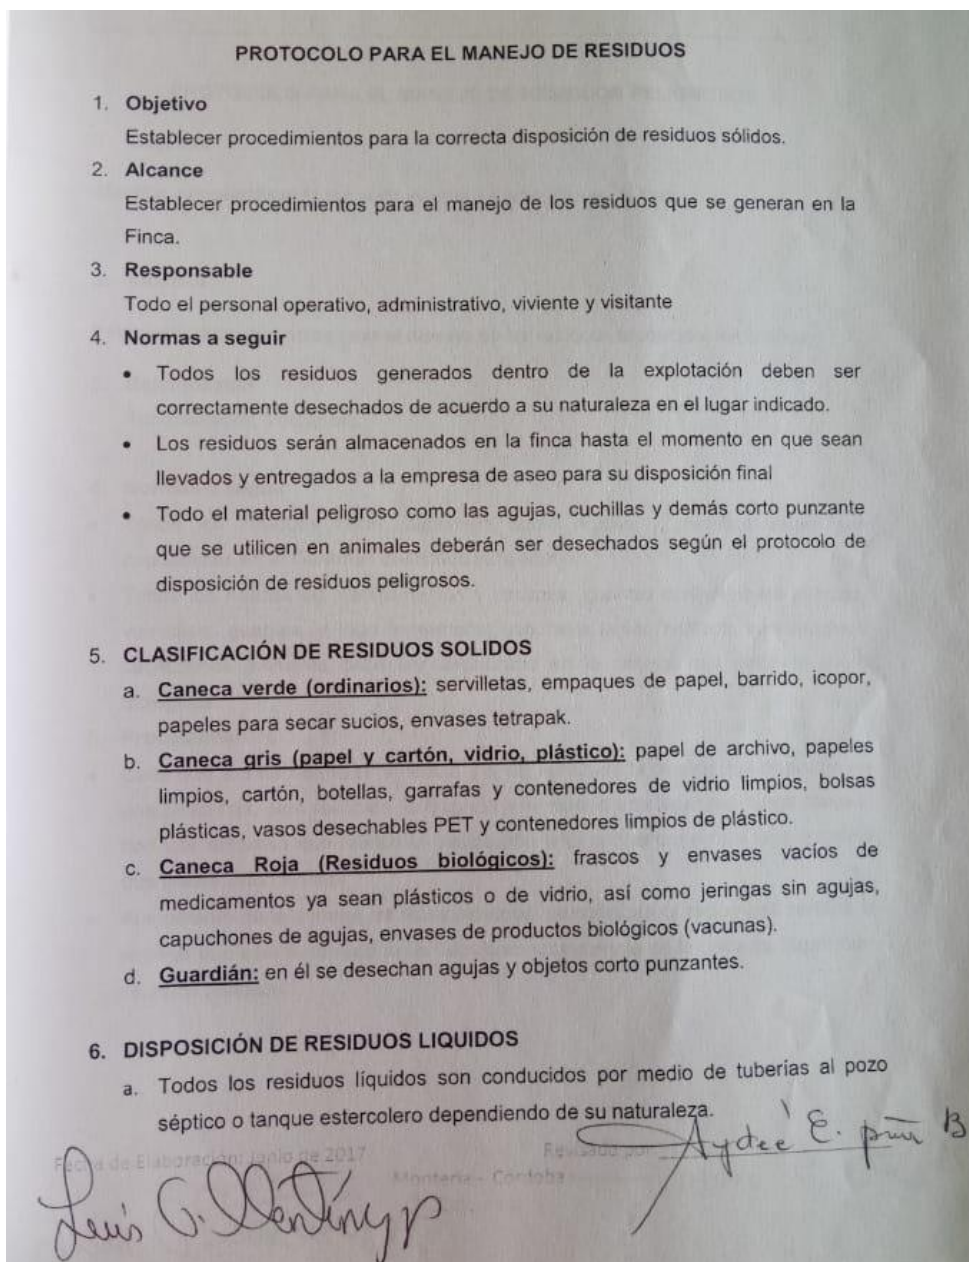 PROTOCOLO PARA EL MANEJO DE RESIDUOS
1. Objetivo
Establecer procedimientos para la correcta disposición de residuos sólidos.
2. Alcance
Establecer procedimientos para el manejo de los residuos que se generan en la
Finca.
3. Responsable
Todo el personal operativo, administrativo, viviente y visitante
4. Normas a seguir
• Todos los residuos generados dentro de la explotación deben ser
correctamente desechados de acuerdo a su naturaleza en el lugar indicado.
• Los residuos serán almacenados en la finca hasta el momento en que sean
llevados y entregados a la empresa de aseo para su disposición final
• Todo el material peligroso como las agujas, cuchillas y demás corto punzante
que se utilicen en animales deberán ser desechados según el protocolo de
disposición de residuos peligrosos.
5. CLASIFICACIÓN DE RESIDUOS SOLIDOS
a. Caneca verde (ordinarios): servilletas, empaques de papel, barrido, icopor,
papeles para secar sucios, envases tetrapak.
b. Caneca gris (papel y cartón, vidrio, plástico): papel de archivo, papeles
limpios, cartón, botellas, garrafas y contenedores de vidrio limpios, bolsas
plásticas, vasos desechables PET y contenedores limpios de plástico.
c. Caneca Roja (Residuos biológicos): frascos y envases vacíos de
medicamentos ya sean plásticos o de vidrio, así como jeringas sin agujas,
capuchones de agujas, envases de productos biológicos (vacunas).
d. Guardián: en él se desechan agujas y objetos corto punzantes.
6. DISPOSICIÓN DE RESIDUOS LIQUIDOS
a. Todos los residuos líquidos son conducidos por medio de tuberías al pozo
séptico o tanque estercolero dependiendo de su naturaleza.
Aydeé E. B
Fecha de Elaboración: junio de 2017 Revisado por:
Montería - Cordoba
Luis G.